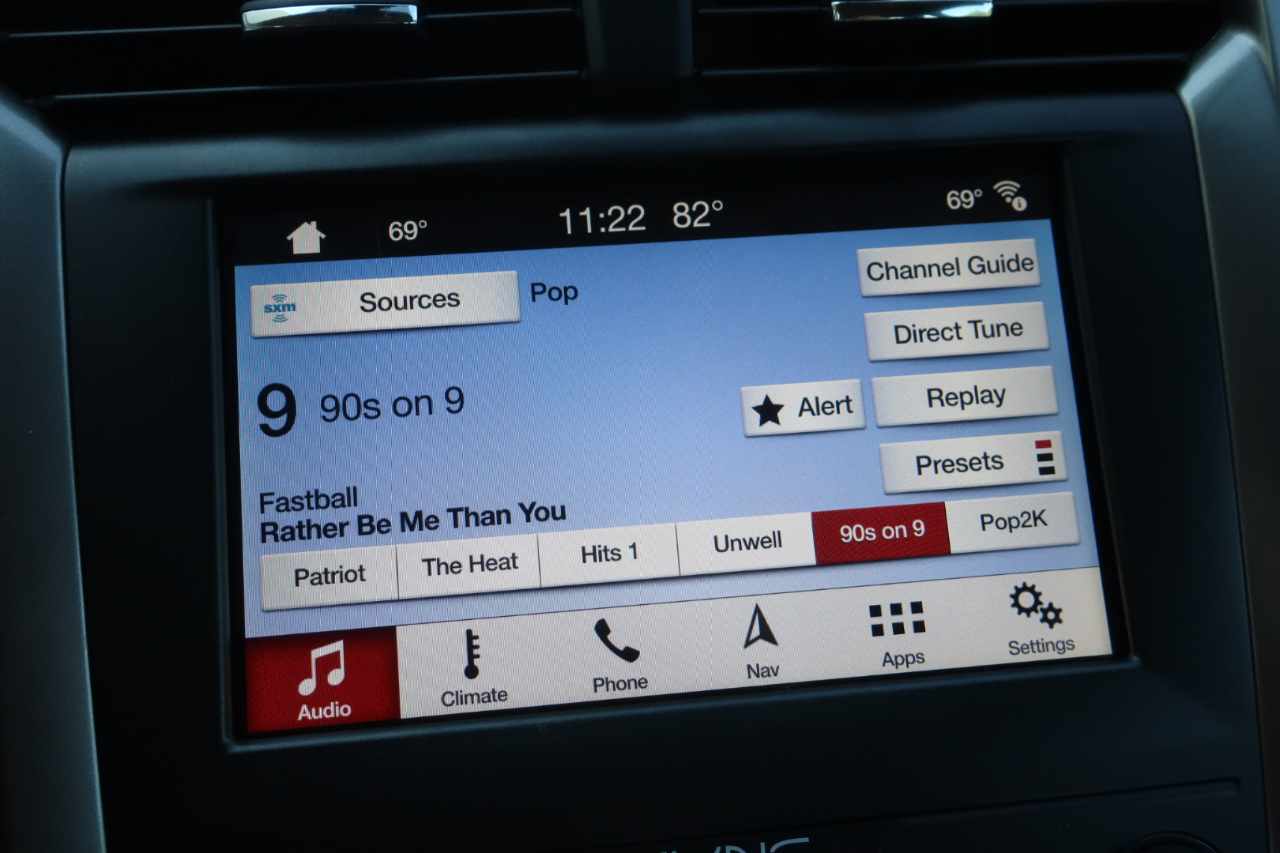 69° 11:22 82° 69°
sxm Sources Pop
Channel Guide
Direct Tune
9 90s on 9
Alert Replay
Presets
Fastball
Rather Be Me Than You
Patriot The Heat Hits 1 Unwell 90s on 9 Pop2K
Audio Climate Phone Nav Apps Settings